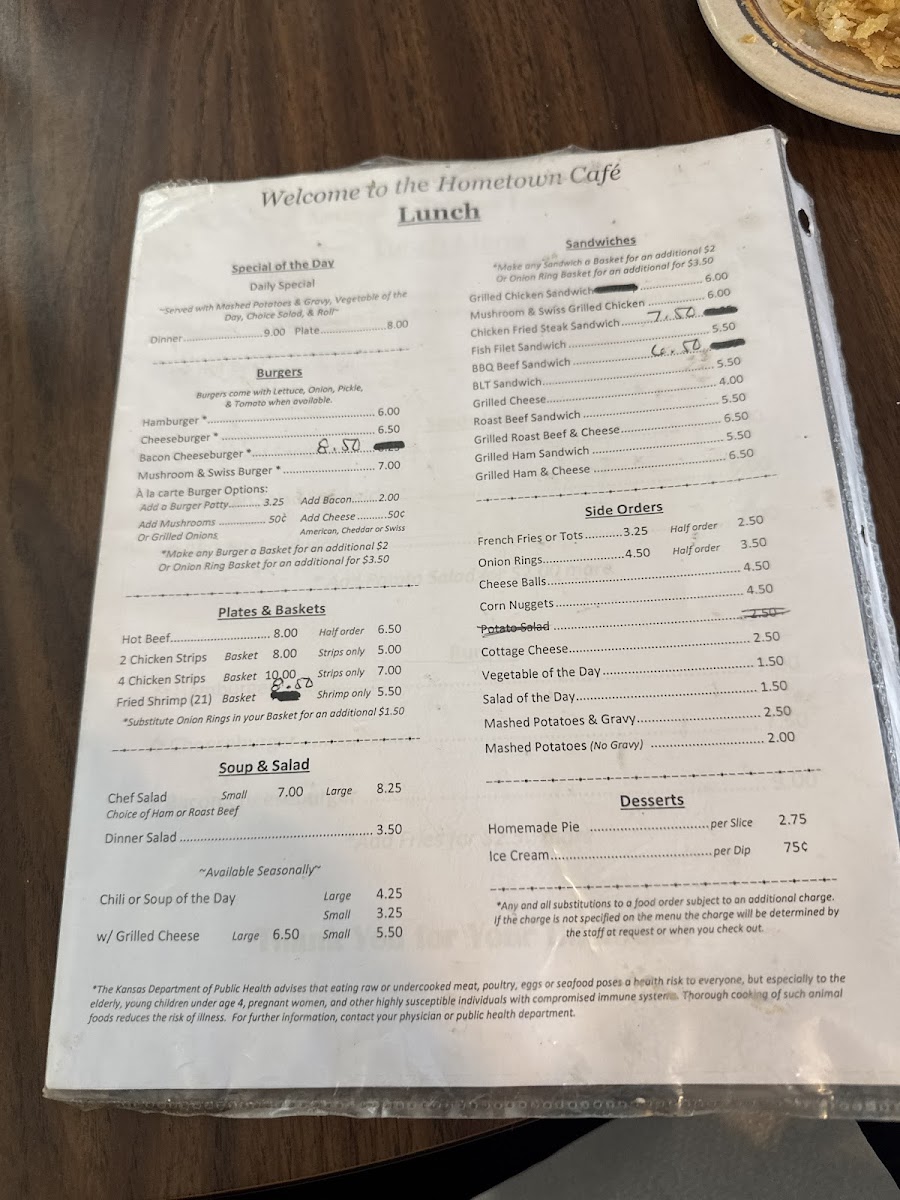 Welcome to the Hometown Café
Lunch
Special of the Day
Daily Special
~Served with Mashed Potatoes & Gravy, Vegetable of the
Day, Choice Salad, & Roll~
Dinner....................9.00 Plate....................8.00
Burgers
Burgers come with Lettuce, Onion, Pickle,
& Tomato when available.
Hamburger *.................... 6.00
Cheeseburger *.................... 6.50
Bacon Cheeseburger *.................... 8.50
Mushroom & Swiss Burger *.................... 7.00
À la carte Burger Options:
Add a Burger Patty.......... 3.25 Add Bacon.........2.00
Add Mushrooms .................. 50¢ Add Cheese ..........50¢
Or Grilled Onions American, Cheddar or Swiss
*Make any Burger a Basket for an additional $2
Or Onion Ring Basket for an additional for $3.50
Plates & Baskets
Hot Beef.............................. 8.00 Half order 6.50
2 Chicken Strips Basket 8.00 Strips only 5.00
4 Chicken Strips Basket 10.00 Strips only 7.00
Fried Shrimp (21) Basket 8.50 Shrimp only 5.50
*Substitute Onion Rings in your Basket for an additional $1.50
Soup & Salad
Chef Salad Small 7.00 Large 8.25
Choice of Ham or Roast Beef
Dinner Salad .................... 3.50
~Available Seasonally~
Chili or Soup of the Day Large 4.25
Small 3.25
w/ Grilled Cheese Large 6.50 Small 5.50
Sandwiches
*Make any Sandwich a Basket for an additional $2
Or Onion Ring Basket for an additional for $3.50
Grilled Chicken Sandwich .................... 6.00
Mushroom & Swiss Grilled Chicken .................... 6.00
Chicken Fried Steak Sandwich.................... 7.50
Fish Filet Sandwich .................... 5.50
BBQ Beef Sandwich .................... 6.50
BLT Sandwich.................... 5.50
Grilled Cheese.................... 4.00
Roast Beef Sandwich .................... 5.50
Grilled Roast Beef & Cheese.................... 6.50
Grilled Ham Sandwich .................... 5.50
Grilled Ham & Cheese .................... 6.50
Side Orders
French Fries or Tots...........3.25 Half order 2.50
Onion Rings.......................4.50 Half order 3.50
Cheese Balls.................... 4.50
Corn Nuggets.................... 4.50
Potato Salad .................... 2.50
Cottage Cheese.................... 2.50
Vegetable of the Day.................... 1.50
Salad of the Day.................... 1.50
Mashed Potatoes & Gravy.................... 2.50
Mashed Potatoes (No Gravy) .................... 2.00
Desserts
Homemade Pie ....................per Slice 2.75
Ice Cream....................per Dip 75¢
*Any and all substitutions to a food order subject to an additional charge.
If the charge is not specified on the menu the charge will be determined by
the staff at request or when you check out.
*The Kansas Department of Public Health advises that eating raw or undercooked meat, poultry, eggs or seafood poses a health risk to everyone, but especially to the
elderly, young children under age 4, pregnant women, and other highly susceptible individuals with compromised immune systems. Thorough cooking of such animal
foods reduces the risk of illness. For further information, contact your physician or public health department.